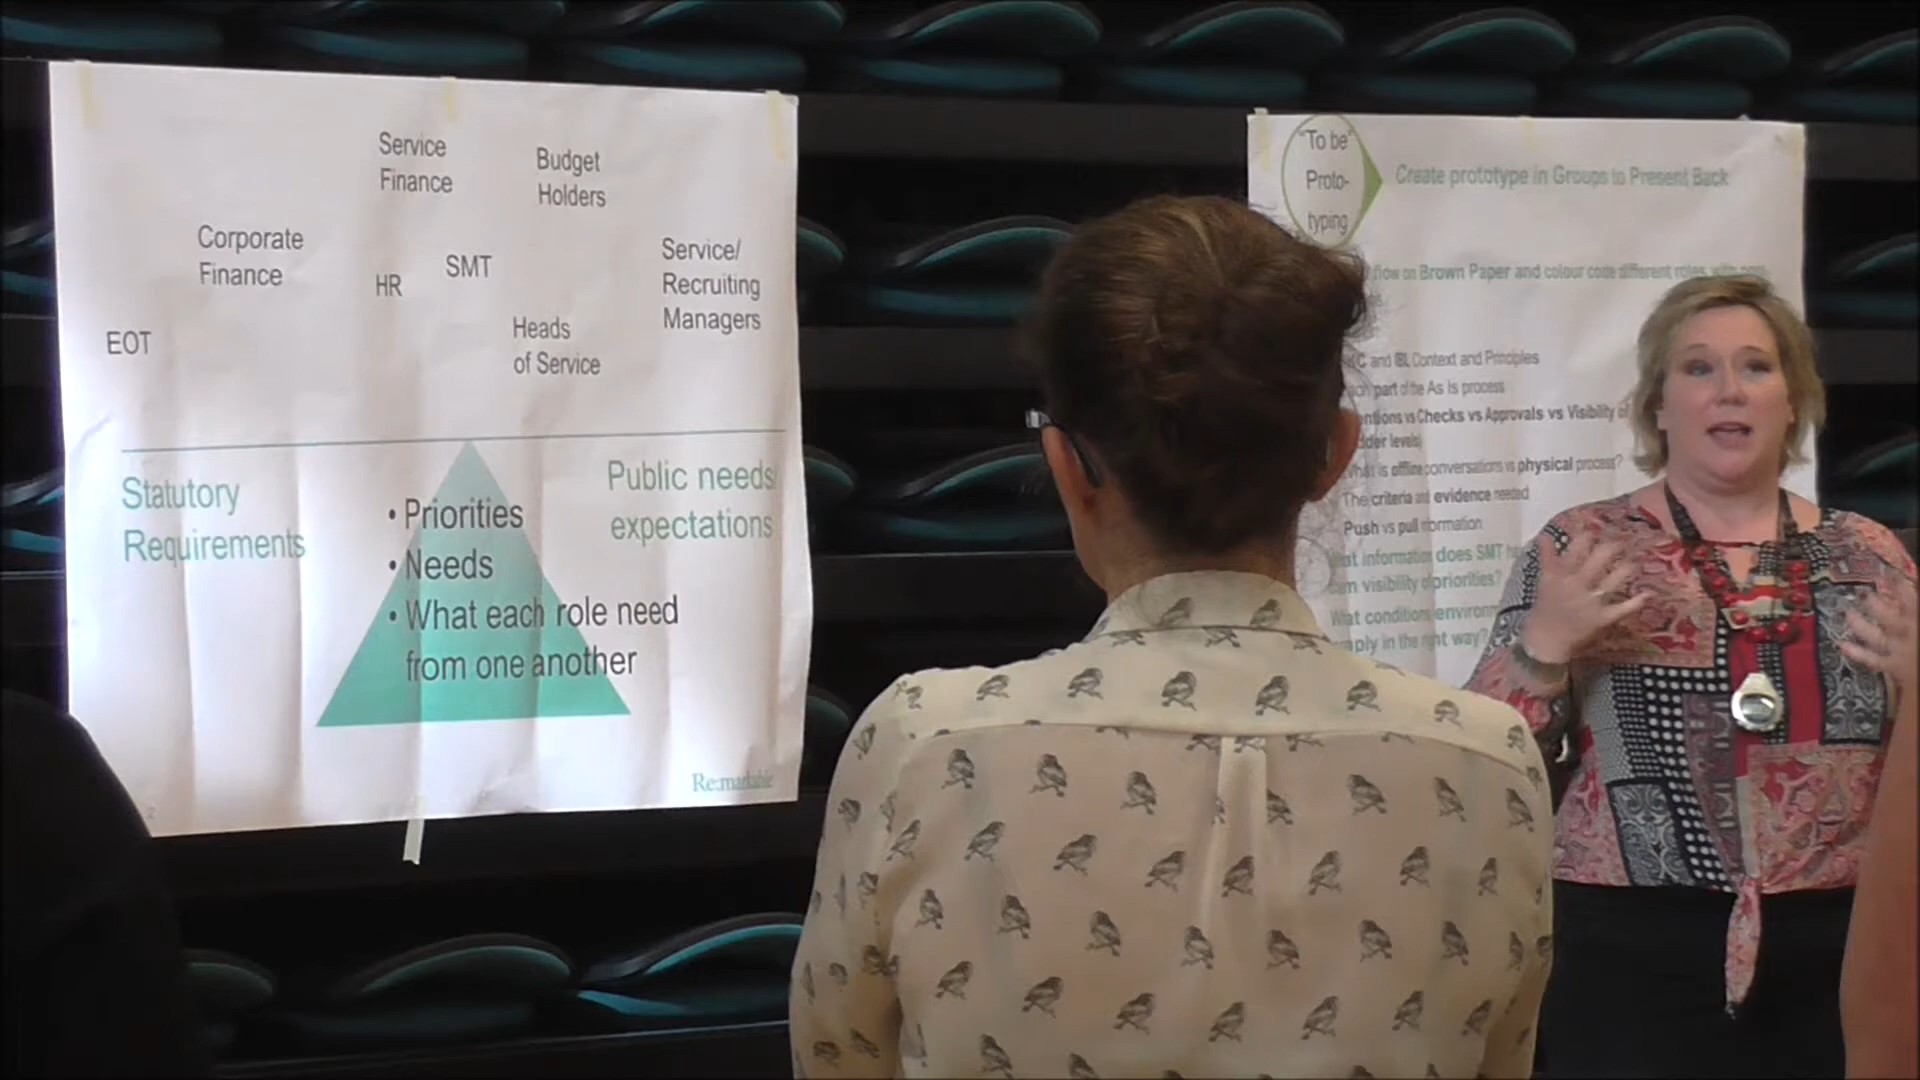 Service
Finance
Budget
Holders
Corporate
Finance
HR
SMT
Service/
Recruiting
Managers
EOT
Heads
of Service
Statutory
Requirements
Public needs
expectations
• Priorities
• Needs
• What each role need
from one another
Re:markable
2
"To be"
Proto-
typing
Create prototype in Groups to Present Back
flow on Brown Paper and colour code different roles, with
C and BL Context and Principles
part of the As Is process
vs Checks vs Approvals vs Visibility
levels
What is offline conversations vs physical process?
The criteria and evidence needed
Push vs pull information
information does SMT
visibility of priorities?
What conditions
in the right way?